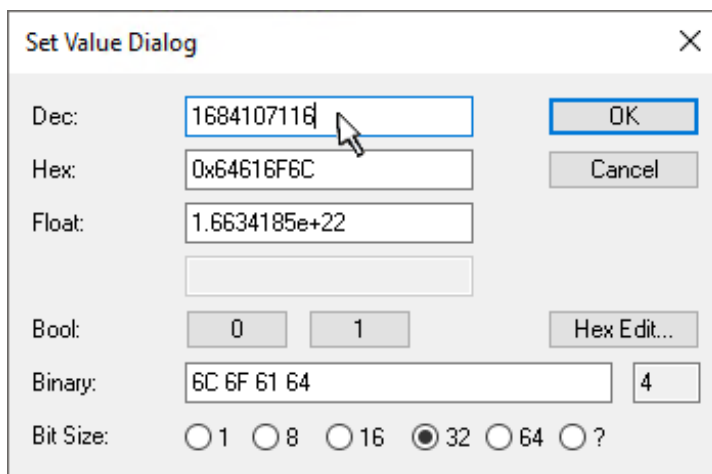 Set Value Dialog
Dec: 1684107116 OK
Hex: 0x64616F6C Cancel
Float: 1.6634185e+22
Bool: 0 1 Hex Edit...
Binary: 6C 6F 61 64 4
Bit Size: 1 8 16 32 64 ?